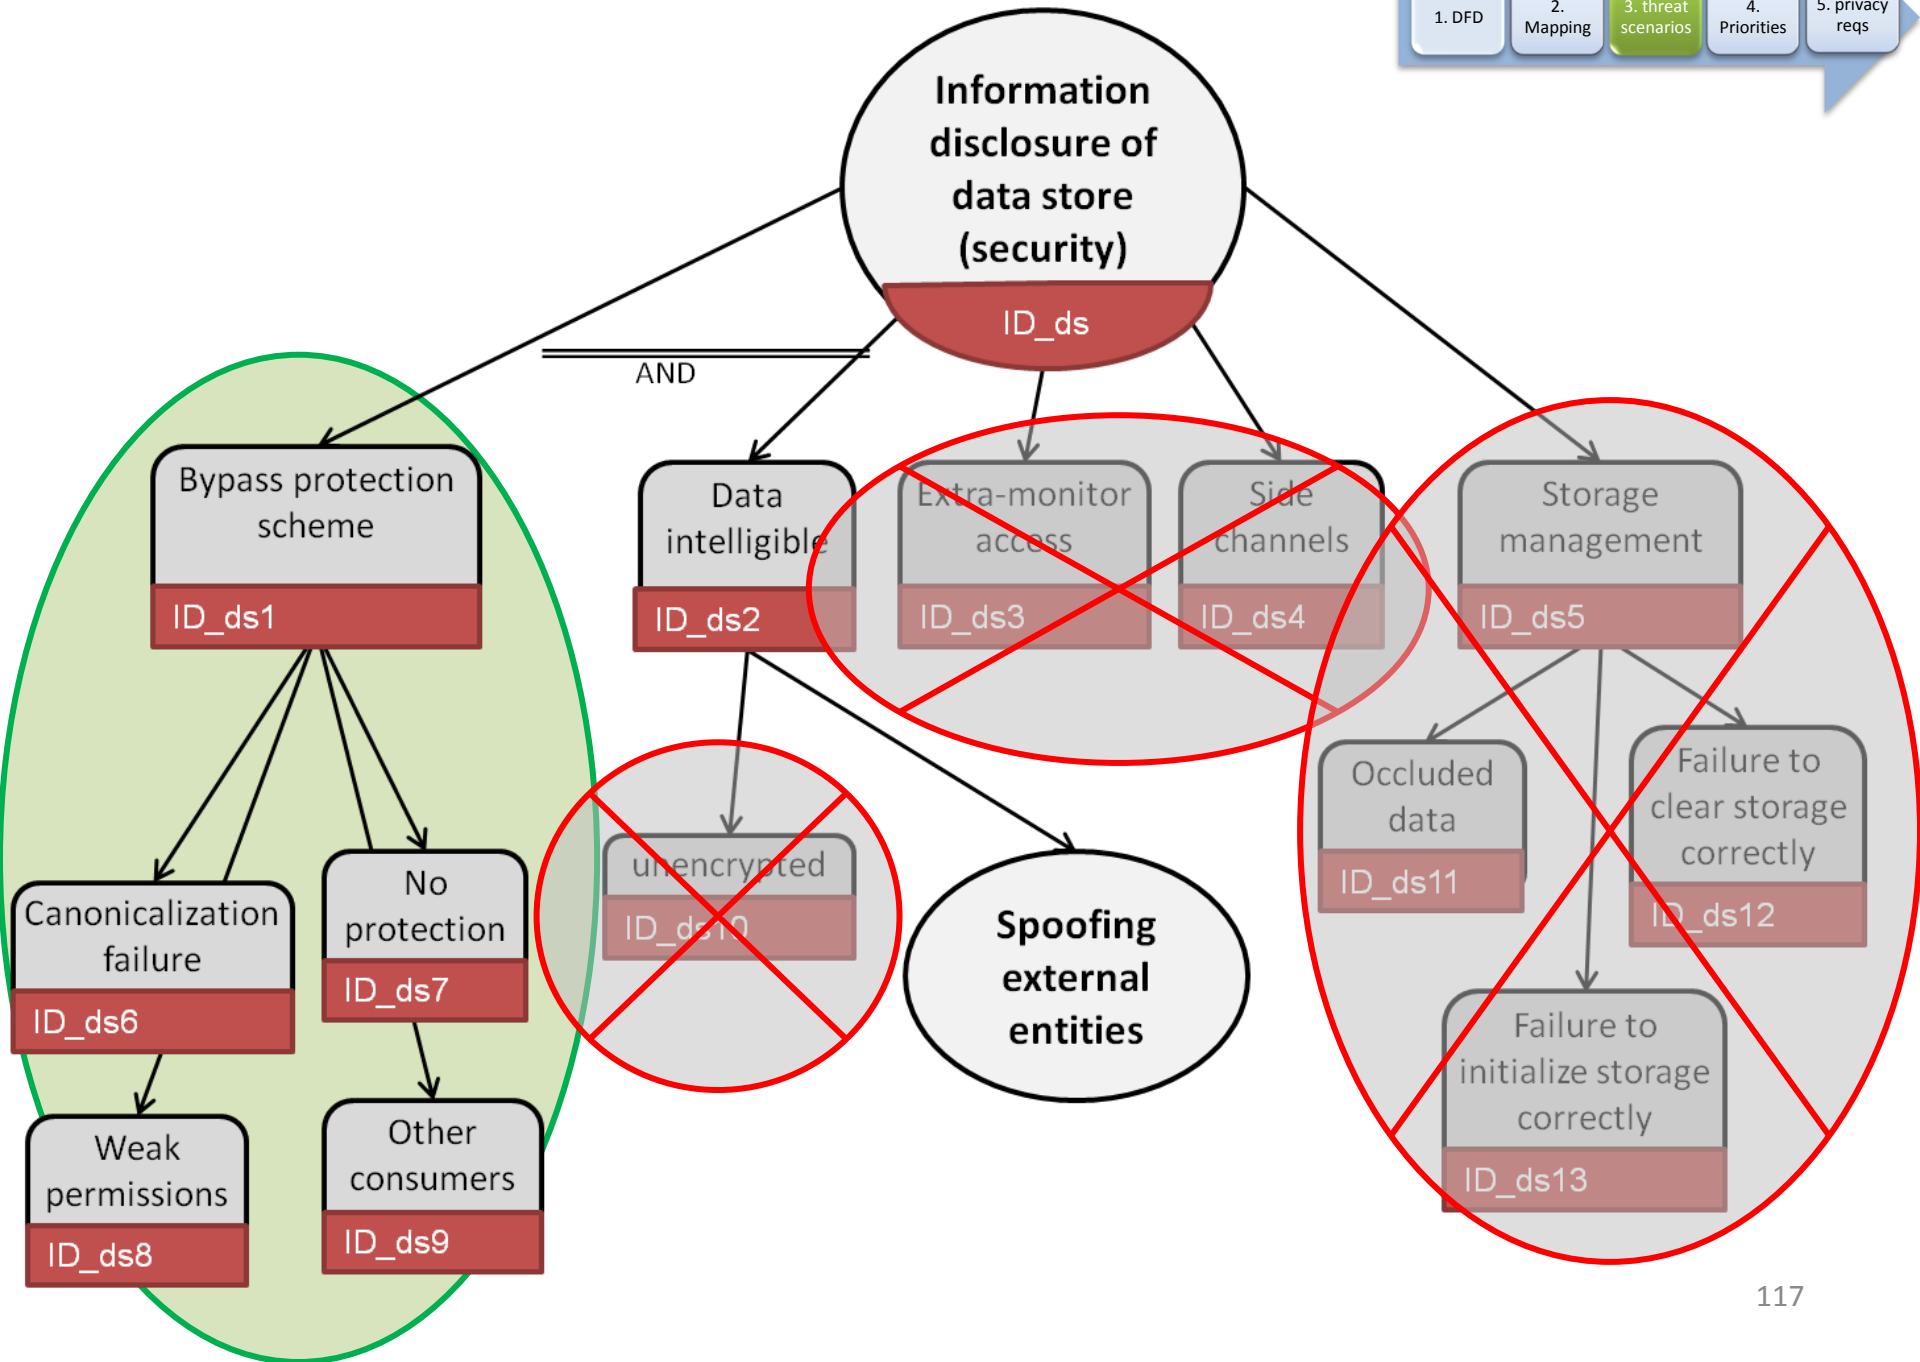 1. DFD
2.
Mapping
3. threat
scenarios
4.
Priorities
5. privacy
reqs
Information
disclosure of
data store
(security)
ID_ds
AND
Bypass protection
scheme
ID_ds1
Data
intelligible
ID_ds2
Extra-monitor
access
ID_ds3
Side
channels
ID_ds4
Storage
management
ID_ds5
Canonicalization
failure
ID_ds6
No
protection
ID_ds7
Weak
permissions
ID_ds8
Other
consumers
ID_ds9
unencrypted
ID_ds10
Spoofing
external
entities
Occluded
data
ID_ds11
Failure to
clear storage
correctly
ID_ds12
Failure to
initialize storage
correctly
ID_ds13
117